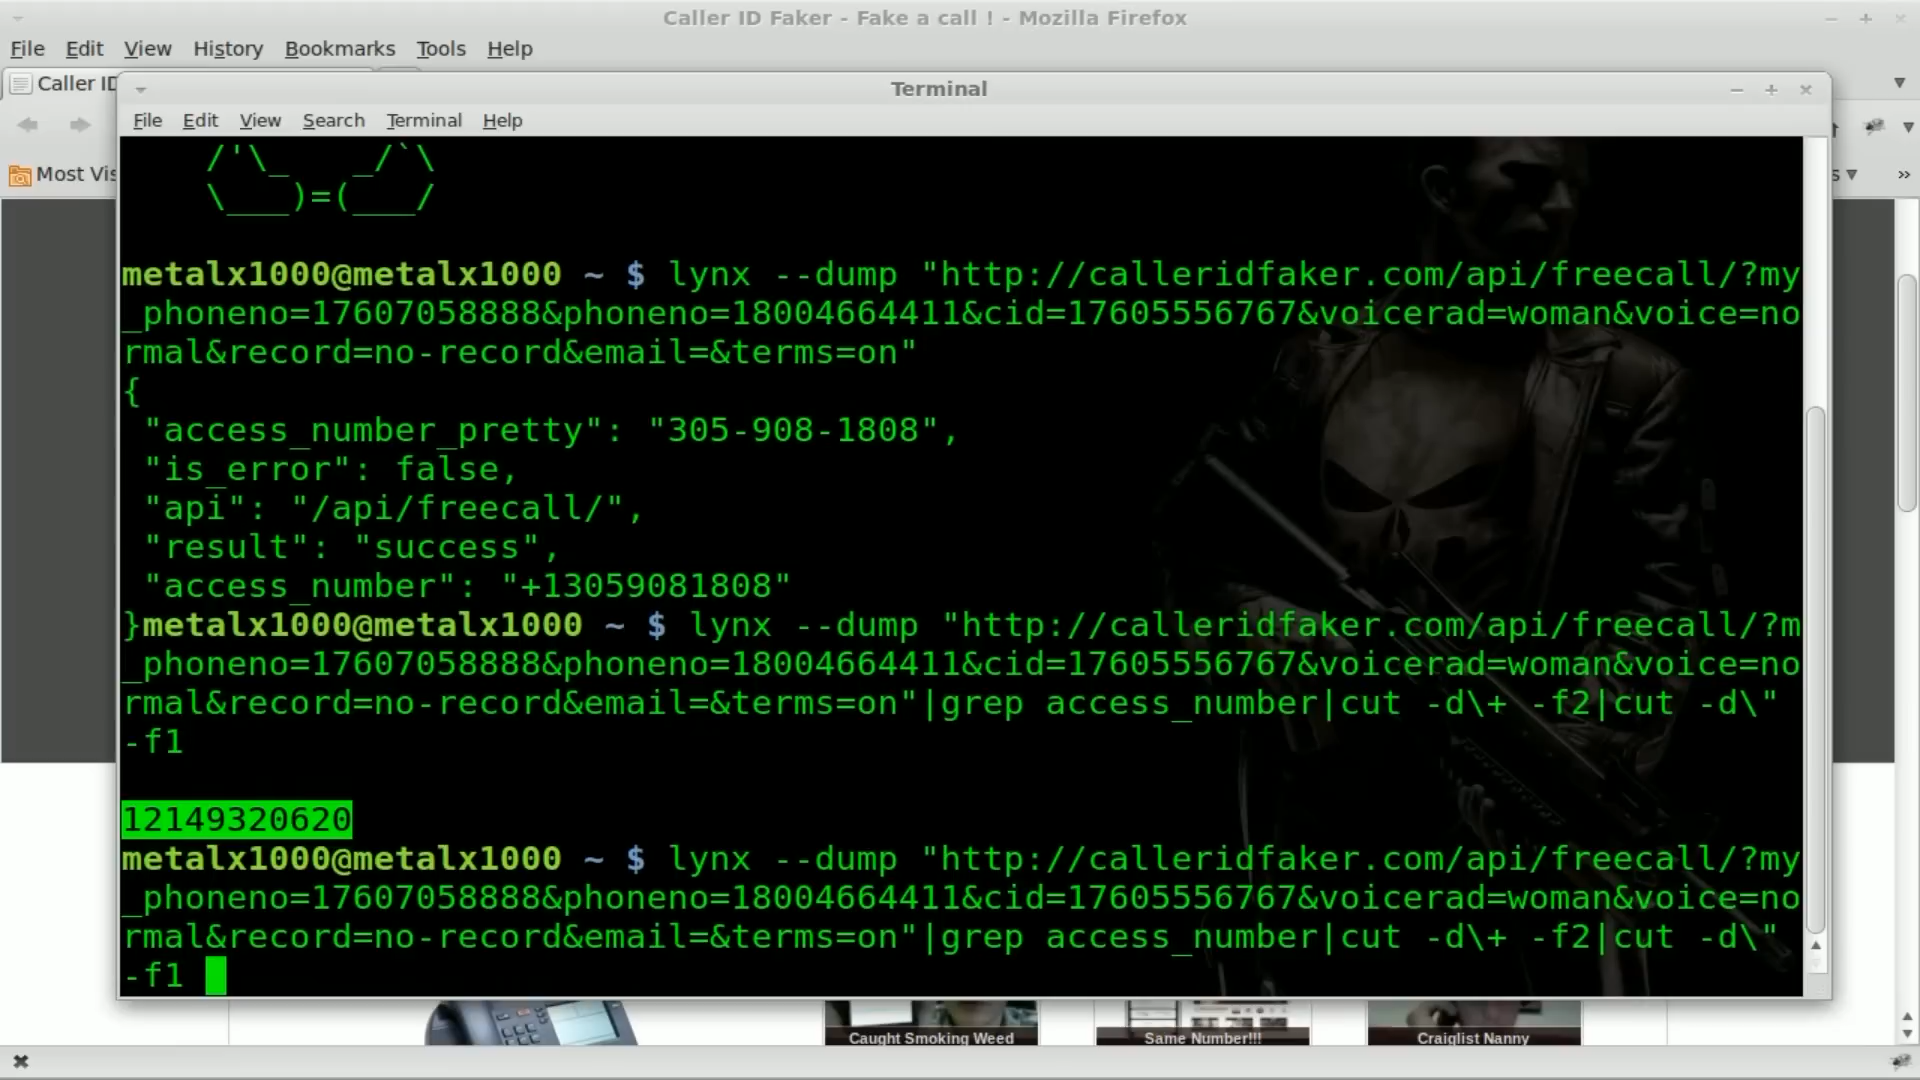 Caller ID Faker - Fake a call ! - Mozilla Firefox
File Edit View History Bookmarks Tools Help
Caller ID
Terminal
File Edit View Search Terminal Help
Most Vis
s
/'\_   _/`\
\___)=(___/
metalx1000@metalx1000 ~ $ lynx --dump "http://calleridfaker.com/api/freecall/?my
_phoneno=17607058888&phoneno=18004664411&cid=17605556767&voicerad=woman&voice=no
rmal&record=no-record&email=&terms=on"
{
"access_number_pretty": "305-908-1808",
"is_error": false,
"api": "/api/freecall/",
"result": "success",
"access_number": "+13059081808"
}metalx1000@metalx1000 ~ $ lynx --dump "http://calleridfaker.com/api/freecall/?m
_phoneno=17607058888&phoneno=18004664411&cid=17605556767&voicerad=woman&voice=no
rmal&record=no-record&email=&terms=on"|grep access_number|cut -d\+ -f2|cut -d\"
-f1
12149320620
metalx1000@metalx1000 ~ $ lynx --dump "http://calleridfaker.com/api/freecall/?my
_phoneno=17607058888&phoneno=18004664411&cid=17605556767&voicerad=woman&voice=no
rmal&record=no-record&email=&terms=on"|grep access_number|cut -d\+ -f2|cut -d\"
-f1
Caught Smoking Weed
Same Number!!!
Craiglist Nanny